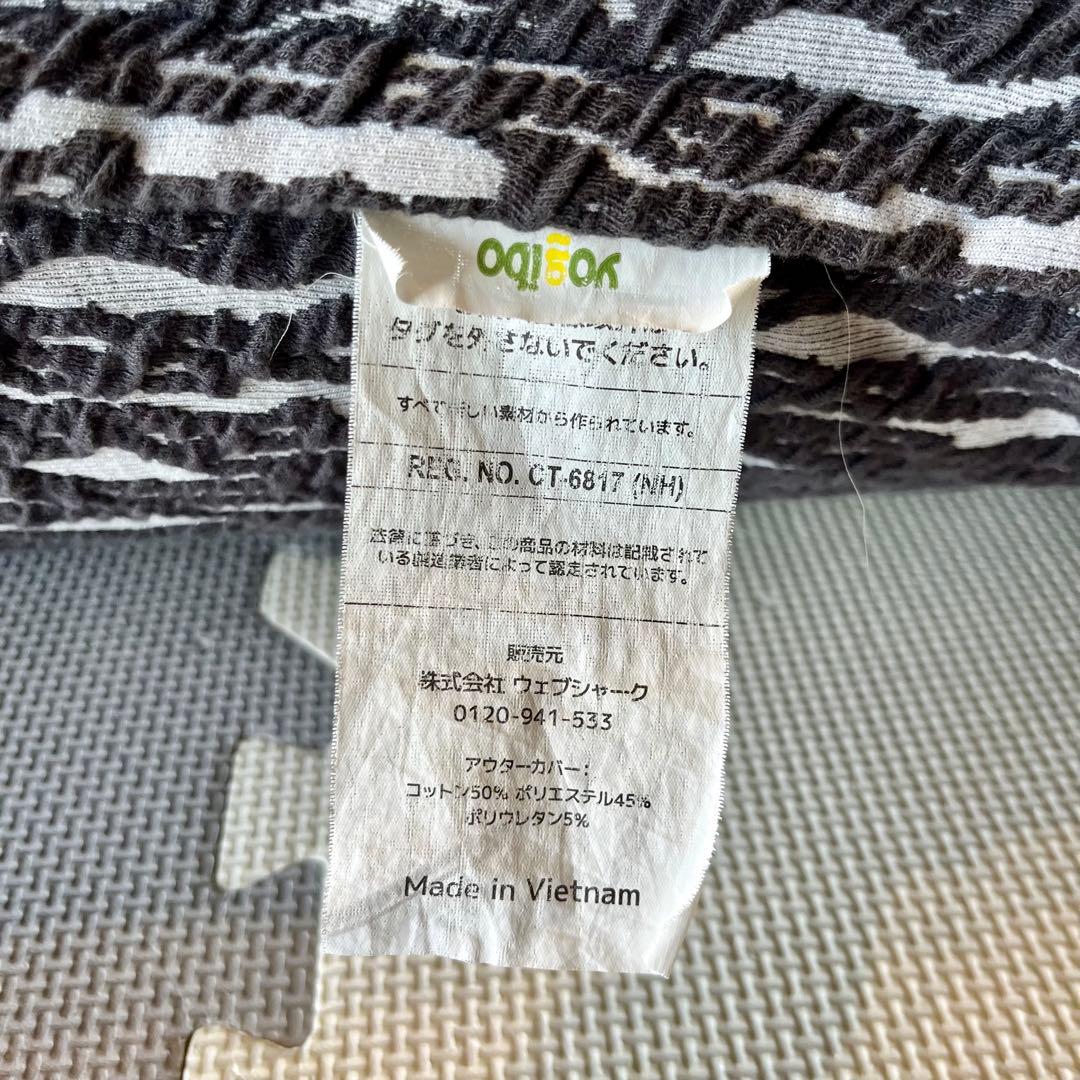 yogibo
タグを外さないでください。
すべて新しい素材から作られています。
REG. NO. CT-6817 (NH)
法律に基づき、この商品の材料は記載されて
いる製造業者によって認定されています。
販売元
株式会社 ウェブシャーク
0120-941-533
アウターカバー：
コットン50% ポリエステル45%
ポリウレタン5%
Made in Vietnam